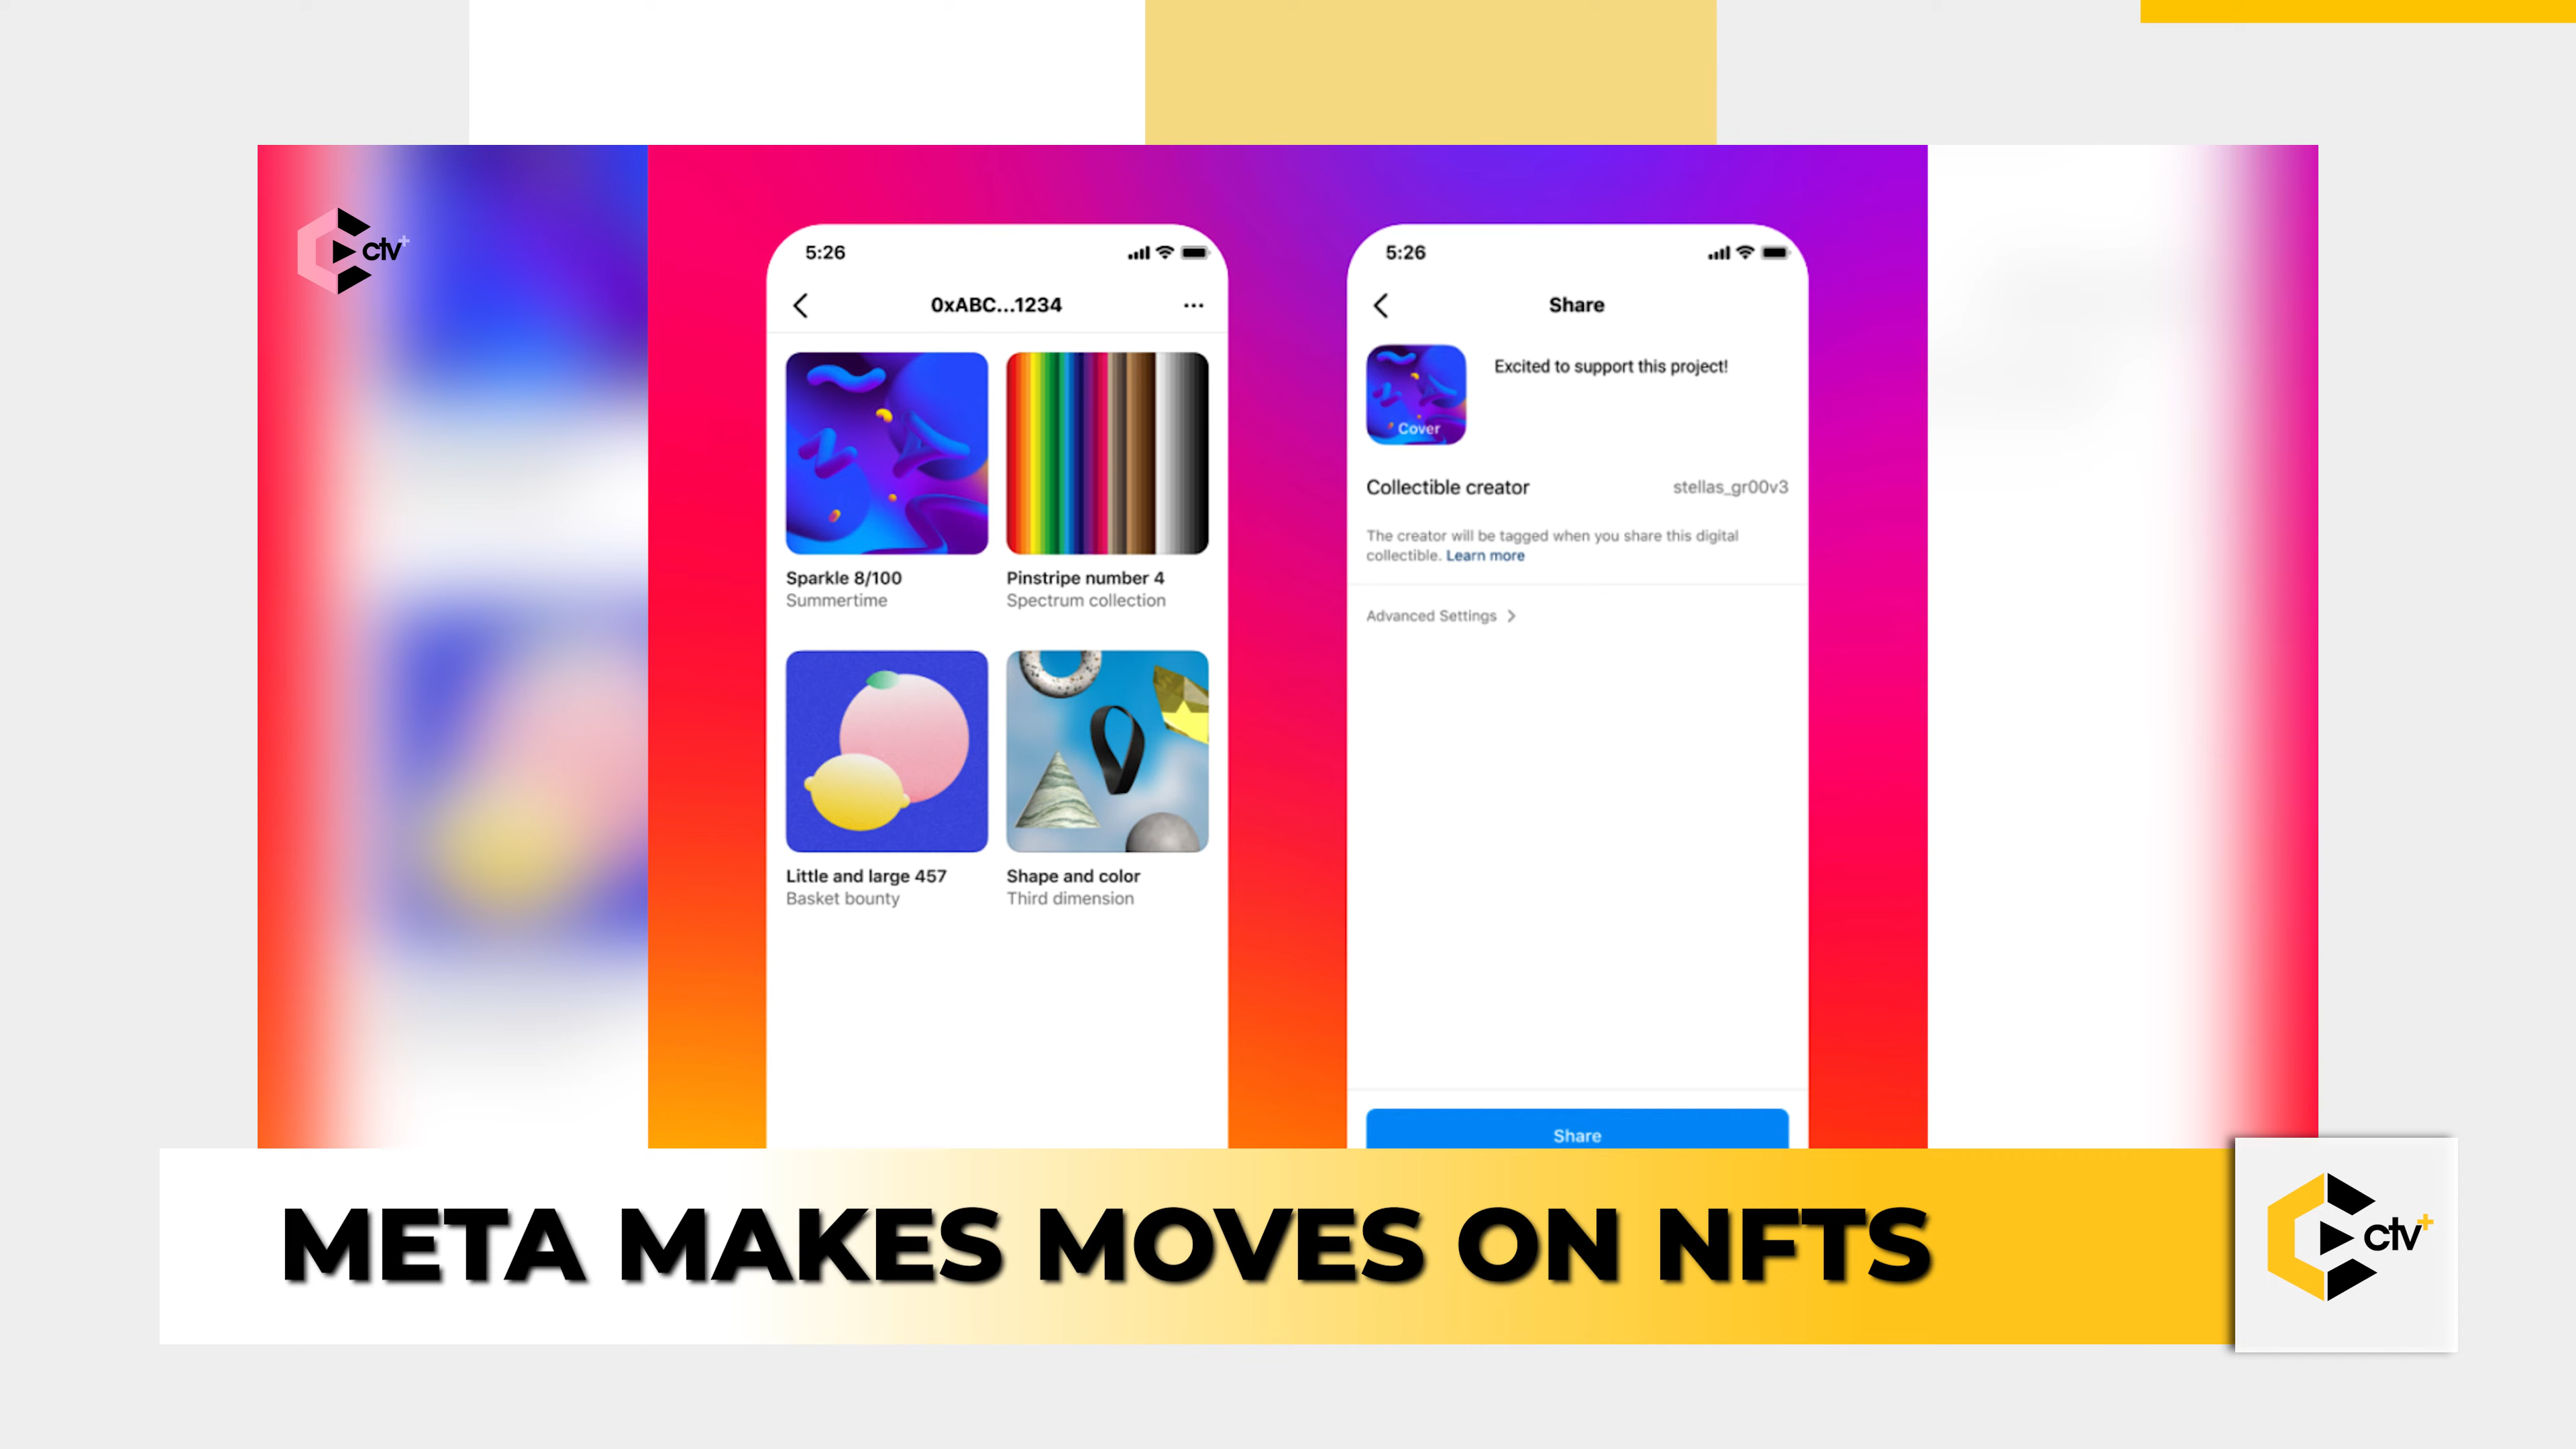 ctv+
5:26
0xABC...1234
...
Sparkle 8/100
Summertime
Pinstripe number 4
Spectrum collection
Little and large 457
Basket bounty
Shape and color
Third dimension
5:26
Share
Excited to support this project!
Cover
Collectible creator
stellas_gr00v3
The creator will be tagged when you share this digital
collectible. Learn more
Advanced Settings >
Share
META MAKES MOVES ON NFTS
ctv+